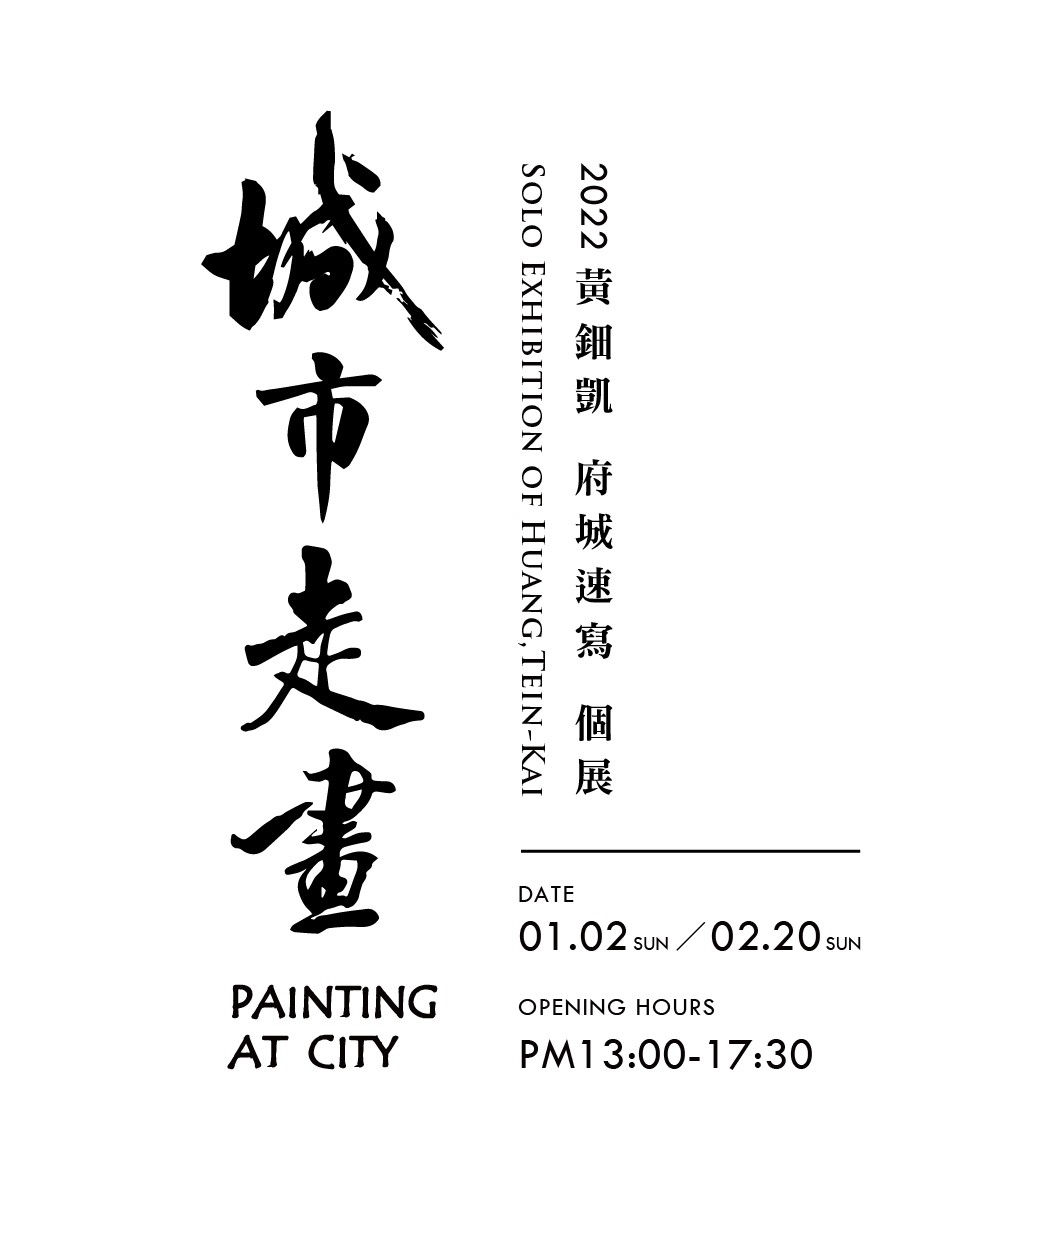 城市走畫
PAINTING
AT CITY
2022 黃鈿凱 府城速寫 個展
SOLO EXHIBITION OF HUANG,TEIN-KAI
DATE
01.02 SUN ／ 02.20 SUN
OPENING HOURS
PM13:00-17:30